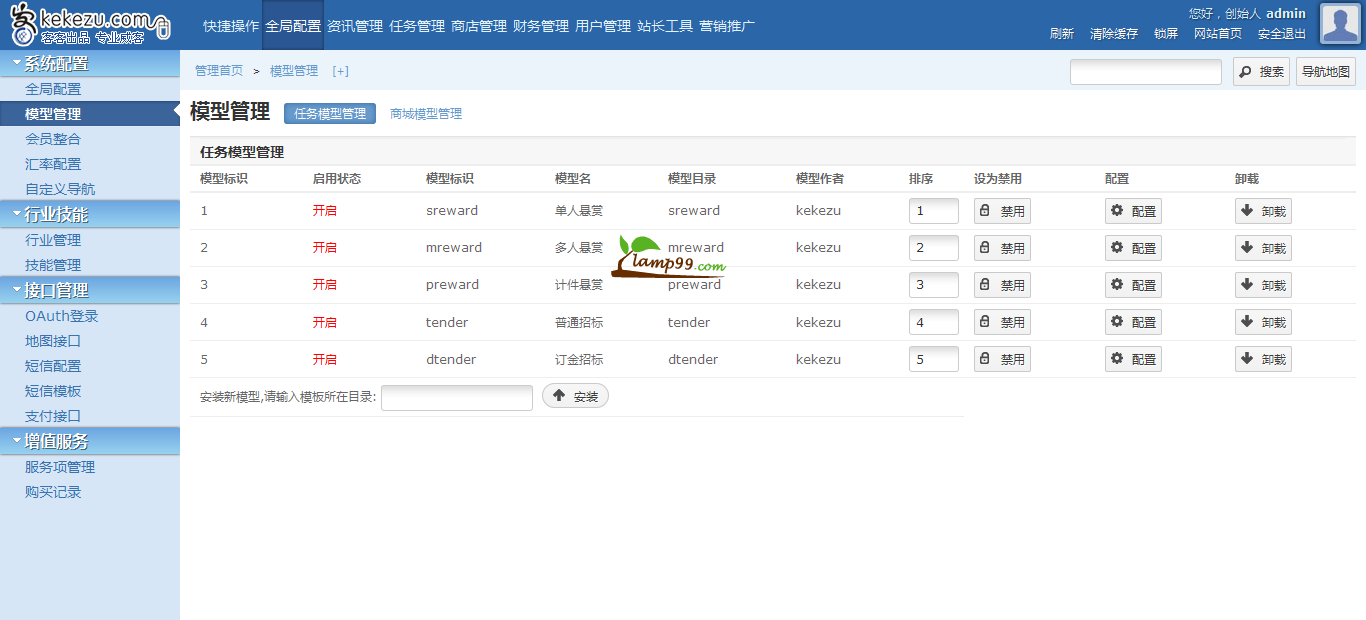 kekezu.com
客客出品 专业威客
快捷操作 全局配置 资讯管理 任务管理 商店管理 财务管理 用户管理 站长工具 营销推广
您好，创始人 admin
刷新 清除缓存 锁屏 网站首页 安全退出
系统配置
全局配置
模型管理
会员整合
汇率配置
自定义导航
行业技能
行业管理
技能管理
接口管理
OAuth登录
地图接口
短信配置
短信模板
支付接口
增值服务
服务项管理
购买记录
管理首页 > 模型管理 [+]
搜索 导航地图
模型管理 任务模型管理 商城模型管理
任务模型管理
模型标识 启用状态 模型标识 模型名 模型目录 模型作者 排序 设为禁用 配置 卸载
1 开启 sreward 单人悬赏 sreward kekezu 1 禁用 配置 卸载
2 开启 mreward 多人悬赏 mreward kekezu 2 禁用 配置 卸载
lamp99.com
3 开启 preward 计件悬赏 preward kekezu 3 禁用 配置 卸载
4 开启 tender 普通招标 tender kekezu 4 禁用 配置 卸载
5 开启 dtender 订金招标 dtender kekezu 5 禁用 配置 卸载
安装新模型,请输入模板所在目录: 安装